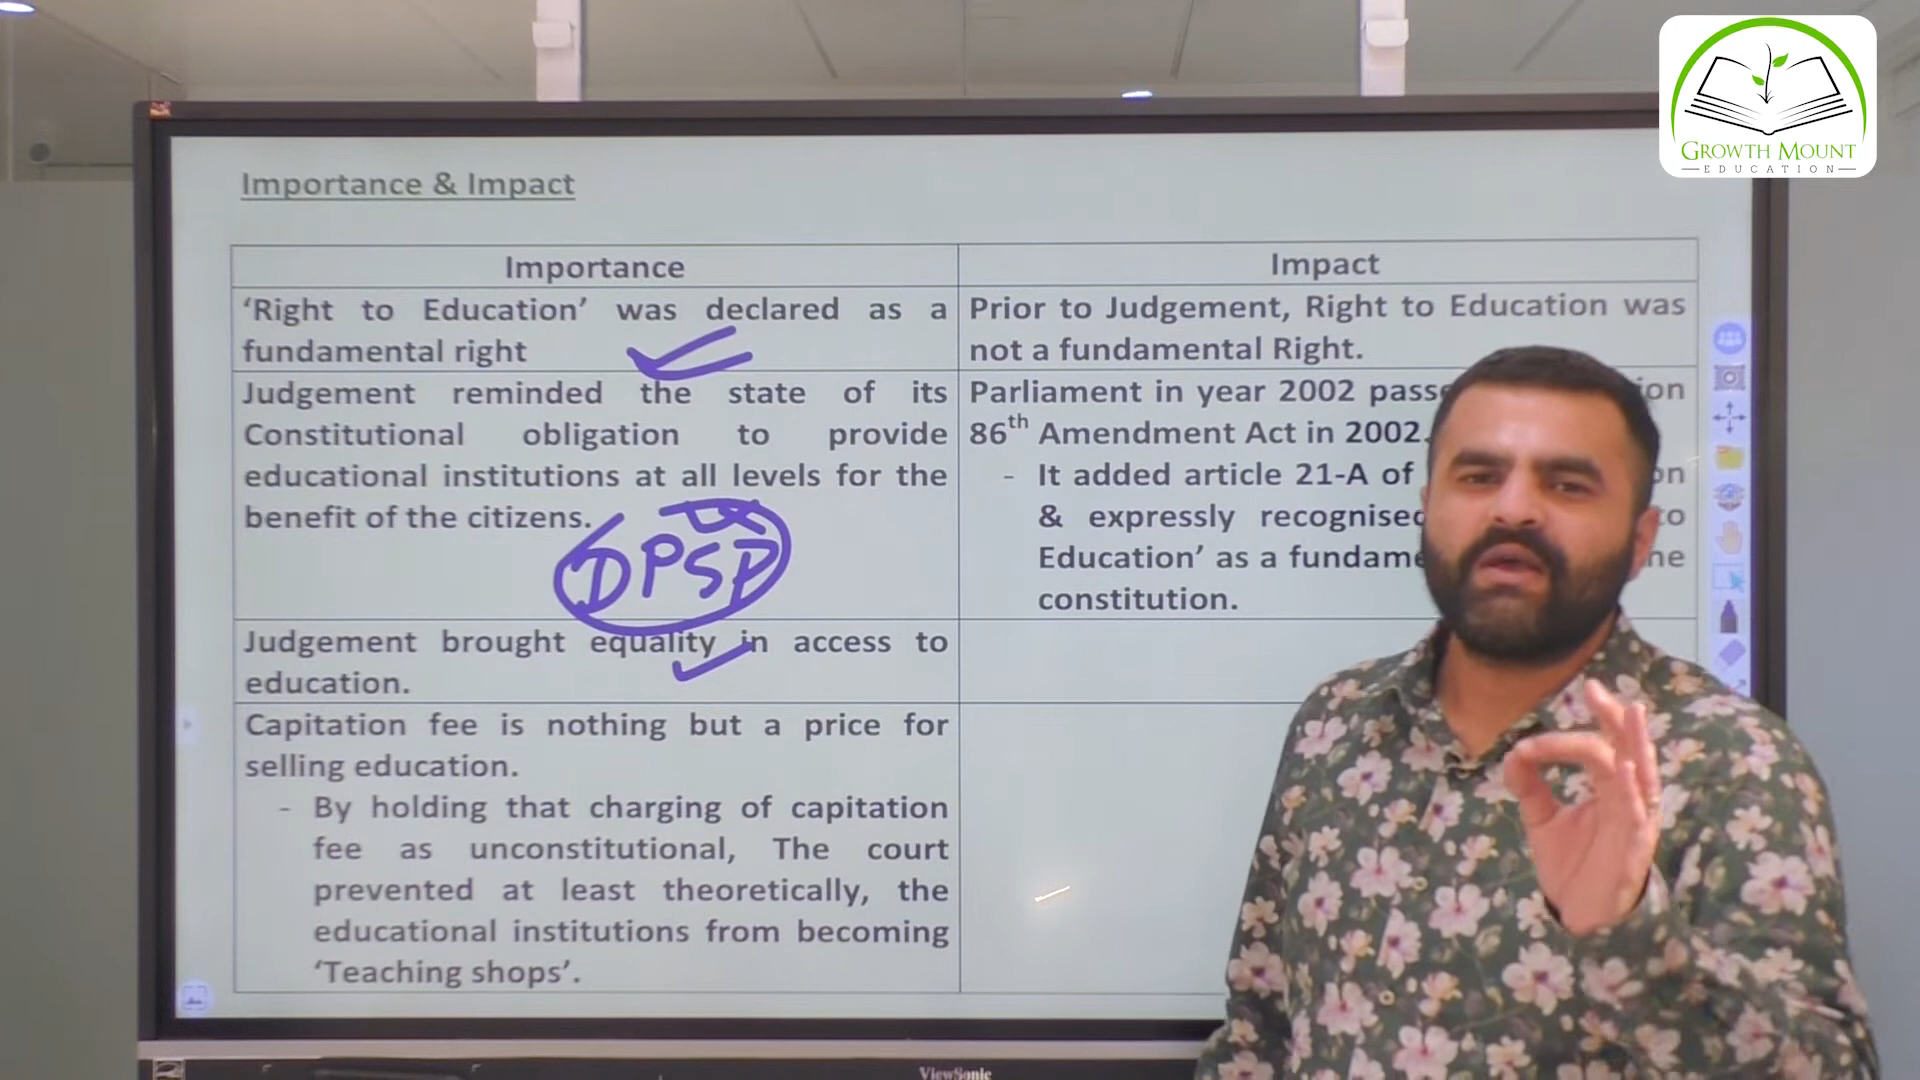 GROWTH MOUNT
EDUCATION
Importance & Impact
Importance
‘Right to Education’ was declared as a
fundamental right
Judgement reminded the state of its
Constitutional obligation to provide
educational institutions at all levels for the
benefit of the citizens.
DPSP
Judgement brought equality in access to
education.
Capitation fee is nothing but a price for
selling education.
- By holding that charging of capitation
fee as unconstitutional, The court
prevented at least theoretically, the
educational institutions from becoming
‘Teaching shops’.
Impact
Prior to Judgement, Right to Education was
not a fundamental Right.
Parliament in year 2002
86th Amendment Act in 2002.
- It added article 21-A of
& expressly
Education’ as a
constitution.
ViewSonic